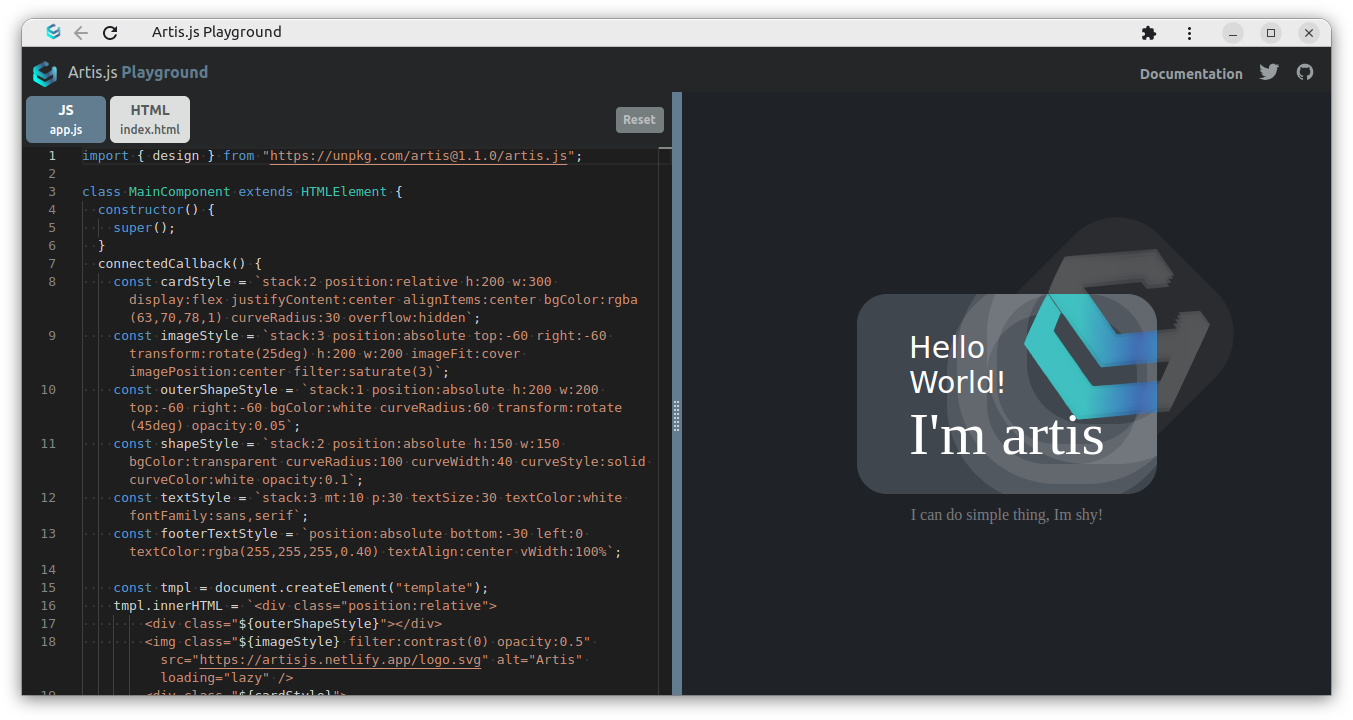 Artis.js Playground
Artis.js Playground
Documentation
JS
app.js
HTML
index.html
Reset
1 import { design } from "https://unpkg.com/artis@1.1.0/artis.js";
2
3 class MainComponent extends HTMLElement {
4 constructor() {
5 super();
6 }
7 connectedCallback() {
8 const cardStyle = `stack:2 position:relative h:200 w:300
display:flex justifyContent:center alignItems:center bgColor:rgba
(63,70,78,1) curveRadius:30 overflow:hidden`;
9 const imageStyle = `stack:3 position:absolute top:-60 right:-60
transform:rotate(25deg) h:200 w:200 imageFit:cover
imagePosition:center filter:saturate(3)`;
10 const outerShapeStyle = `stack:1 position:absolute h:200 w:200
top:-60 right:-60 bgColor:white curveRadius:60 transform:rotate
(45deg) opacity:0.05`;
11 const shapeStyle = `stack:2 position:absolute h:150 w:150
bgColor:transparent curveRadius:100 curveWidth:40 curveStyle:solid
curveColor:white opacity:0.1`;
12 const textStyle = `stack:3 mt:10 p:30 textSize:30 textColor:white
fontFamily:sans,serif`;
13 const footerTextStyle = `position:absolute bottom:-30 left:0
textColor:rgba(255,255,255,0.40) textAlign:center vWidth:100%`;
14
15 const tmpl = document.createElement("template");
16 tmpl.innerHTML = `<div class="position:relative">
17 <div class="${outerShapeStyle}"></div>
18 <img class="${imageStyle} filter:contrast(0) opacity:0.5"
src="https://artisjs.netlify.app/logo.svg" alt="Artis"
loading="lazy" />
19 <div class="${cardStyle}">
Hello
World!
I'm artis
I can do simple thing, Im shy!